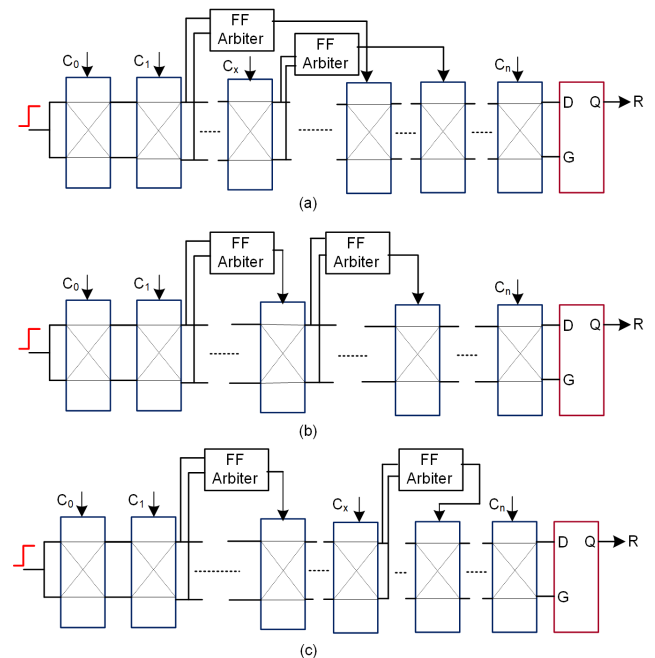 FF
Arbiter
FF
Arbiter
C0
C1
Cx
Cn
D
Q
R
G
(a)
FF
Arbiter
FF
Arbiter
C0
C1
Cn
D
Q
R
G
(b)
FF
Arbiter
FF
Arbiter
C0
C1
Cx
Cn
D
Q
R
G
(c)